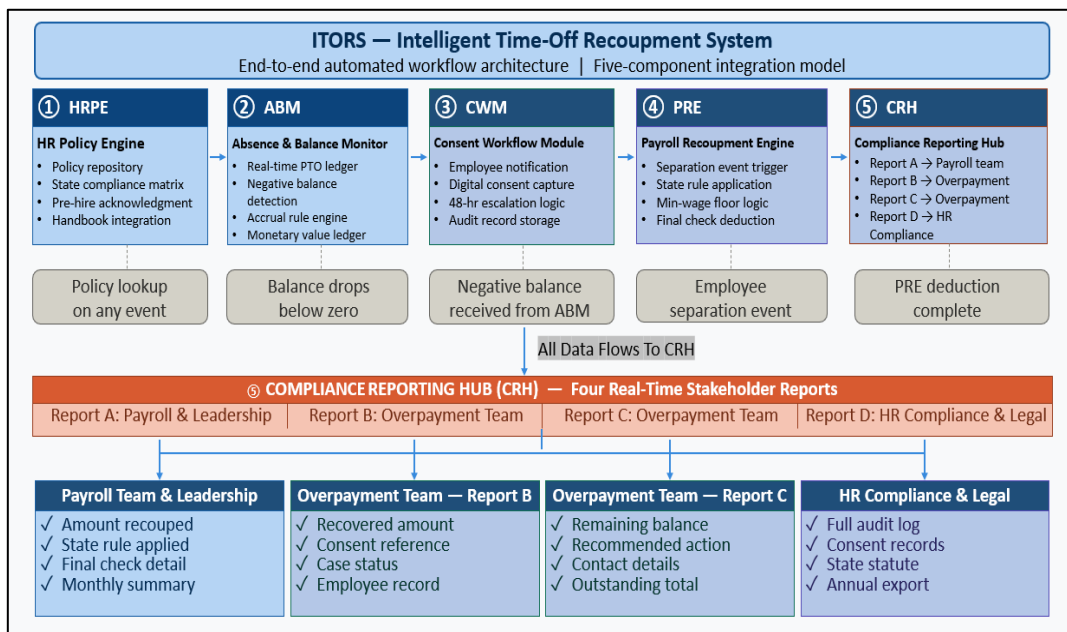 ITORS — Intelligent Time-Off Recoupment System
End-to-end automated workflow architecture | Five-component integration model
① HRPE
HR Policy Engine
• Policy repository
• State compliance matrix
• Pre-hire acknowledgment
• Handbook integration
② ABM
Absence & Balance Monitor
• Real-time PTO ledger
• Negative balance
detection
• Accrual rule engine
• Monetary value ledger
③ CWM
Consent Workflow Module
• Employee notification
• Digital consent capture
• 48-hr escalation logic
• Audit record storage
④ PRE
Payroll Recoupment Engine
• Separation event trigger
• State rule application
• Min-wage floor logic
• Final check deduction
⑤ CRH
Compliance Reporting Hub
• Report A → Payroll team
• Report B → Overpayment
• Report C → Overpayment
• Report D → HR
Compliance
Policy lookup
on any event
Balance drops
below zero
Negative balance
received from ABM
Employee
separation event
PRE deduction
complete
All Data Flows To CRH
⑤ COMPLIANCE REPORTING HUB (CRH) — Four Real-Time Stakeholder Reports
Report A: Payroll & Leadership
Report B: Overpayment Team
Report C: Overpayment Team
Report D: HR Compliance & Legal
Payroll Team & Leadership
✓ Amount recouped
✓ State rule applied
✓ Final check detail
✓ Monthly summary
Overpayment Team — Report B
✓ Recovered amount
✓ Consent reference
✓ Case status
✓ Employee record
Overpayment Team — Report C
✓ Remaining balance
✓ Recommended action
✓ Contact details
✓ Outstanding total
HR Compliance & Legal
✓ Full audit log
✓ Consent records
✓ State statute
✓ Annual export